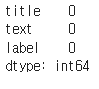 title    0
text     0
label    0
dtype: int64